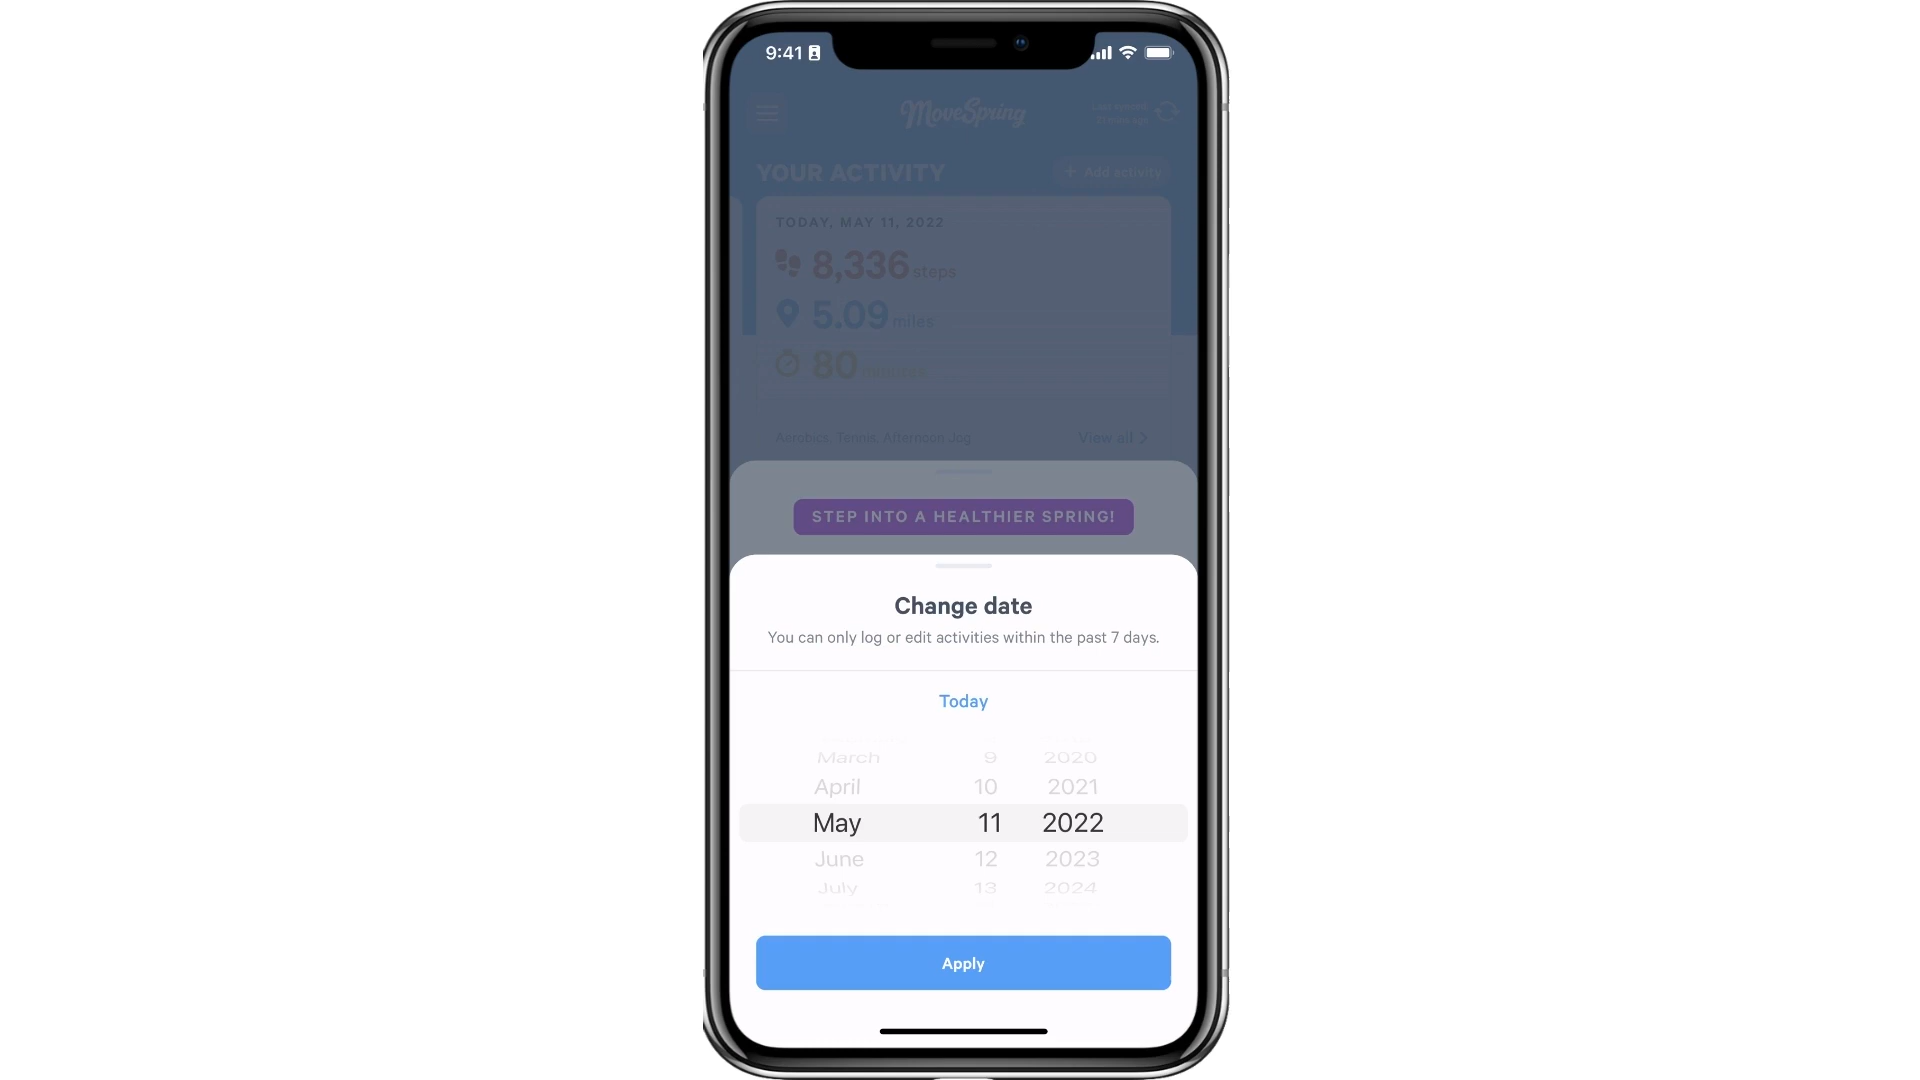 9:41
MoveSpring
YOUR ACTIVITY
+ Add activity
TODAY, MAY 11, 2022
8,336 steps
5.09 miles
80 minutes
Aerobics, Tennis, Afternoon Jog
View all
STEP INTO A HEALTHIER SPRING!
Change date
You can only log or edit activities within the past 7 days.
Today
March 9 2020
April 10 2021
May 11 2022
June 12 2023
July 13 2024
Apply